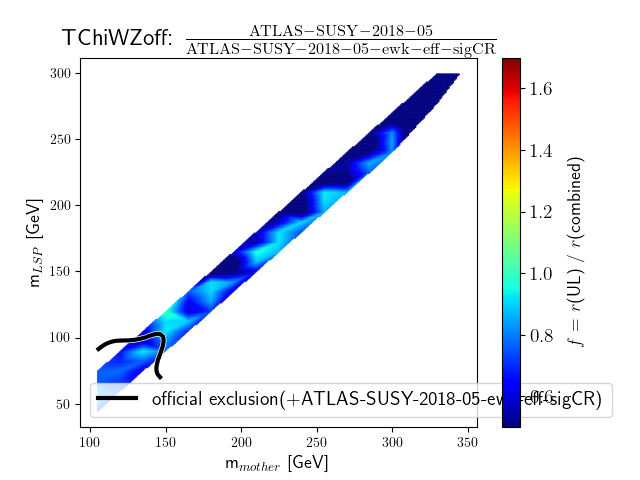 TChiWZoff: ATLAS−SUSY−2018−05
ATLAS−SUSY−2018−05−ewk−eff−sigCR
300
250
200
150
100
50
m_LSP [GeV]
100 150 200 250 300 350
m_mother [GeV]
official exclusion(+ATLAS-SUSY-2018-05-ewk-eff-sigCR)
1.6
1.4
1.2
1.0
0.8
0.6
f = r(UL) / r(combined)